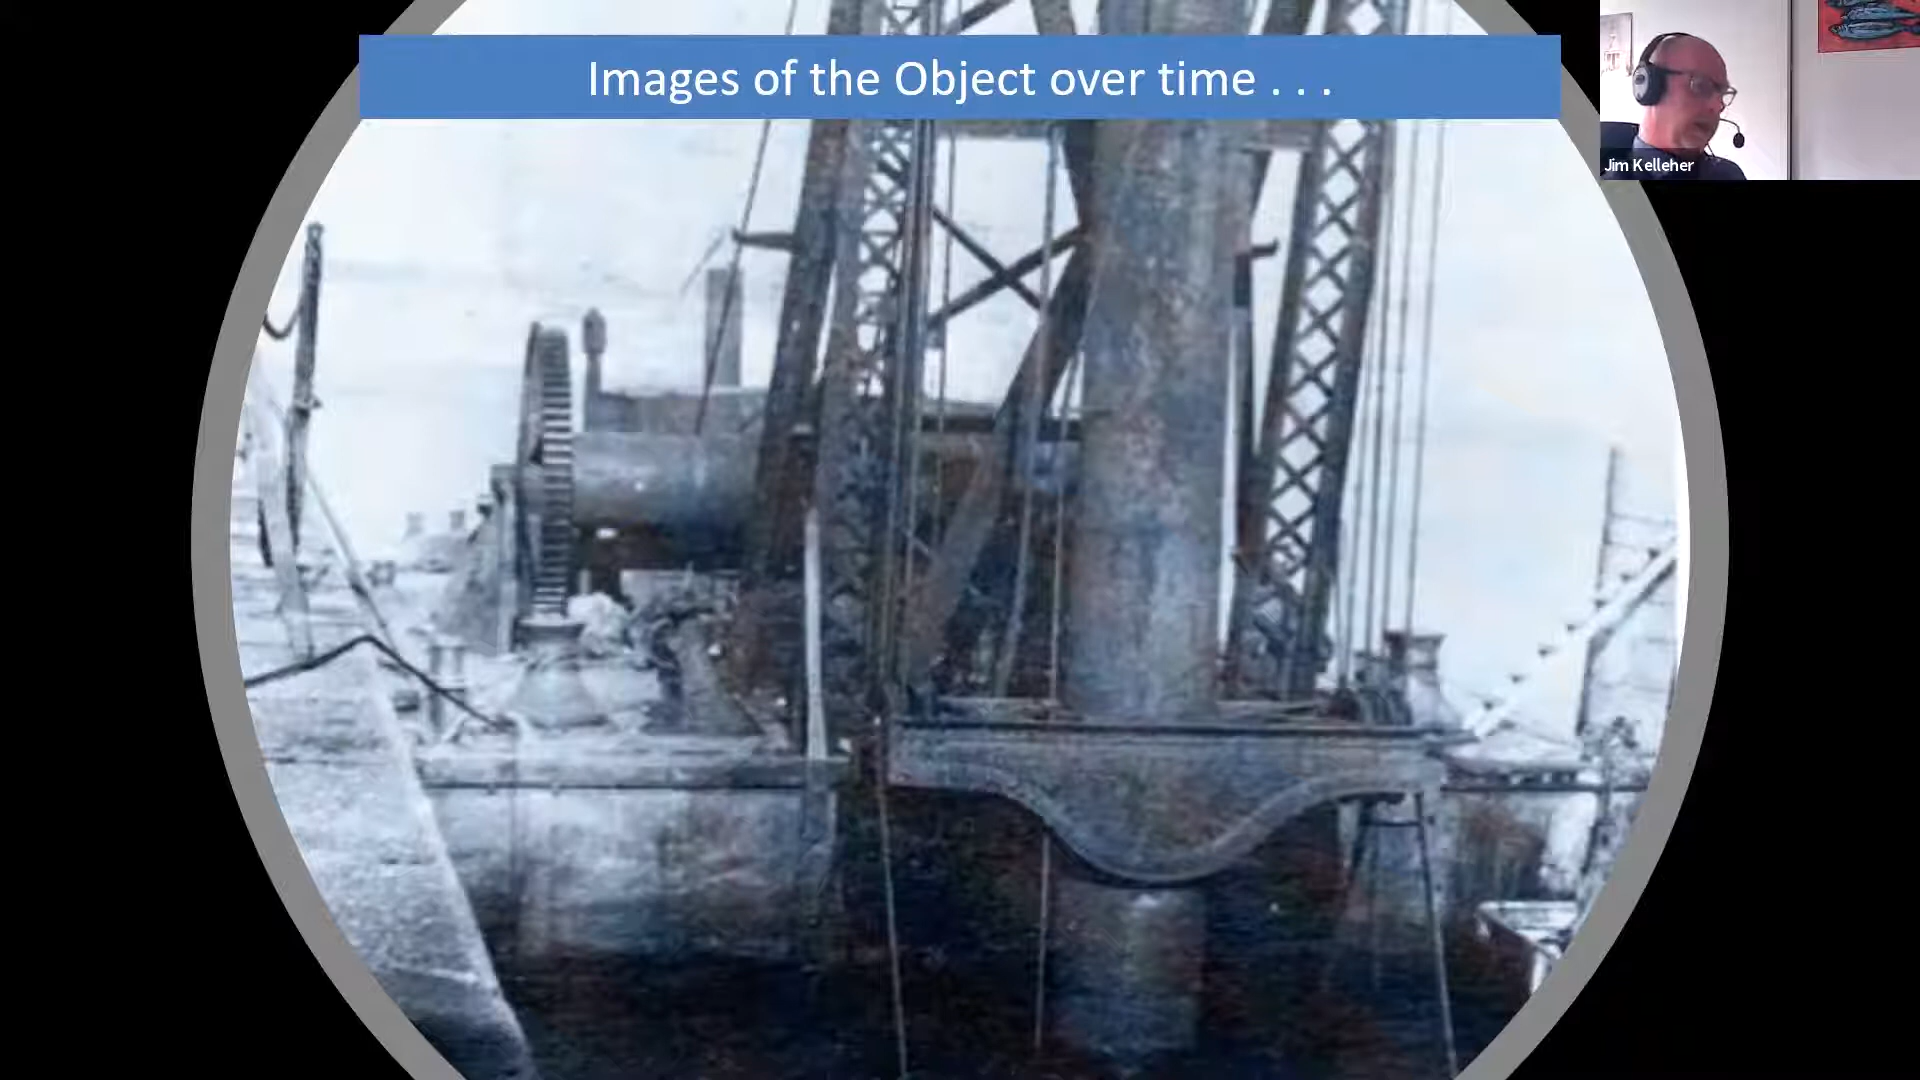 Images of the Object over time . . .
Jim Kelleher